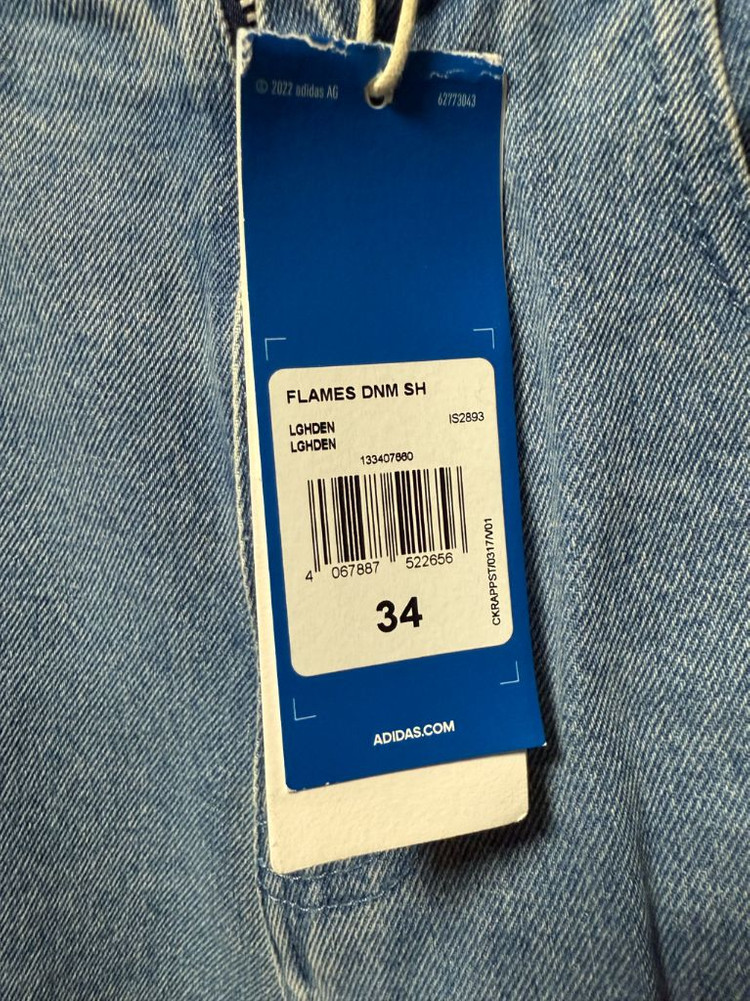 © 2022 adidas AG
62773043
FLAMES DNM SH
LGHDEN
IS2893
LGHDEN
133407660
4 067887 522656
CKRAPPST/0317/V01
34
ADIDAS.COM